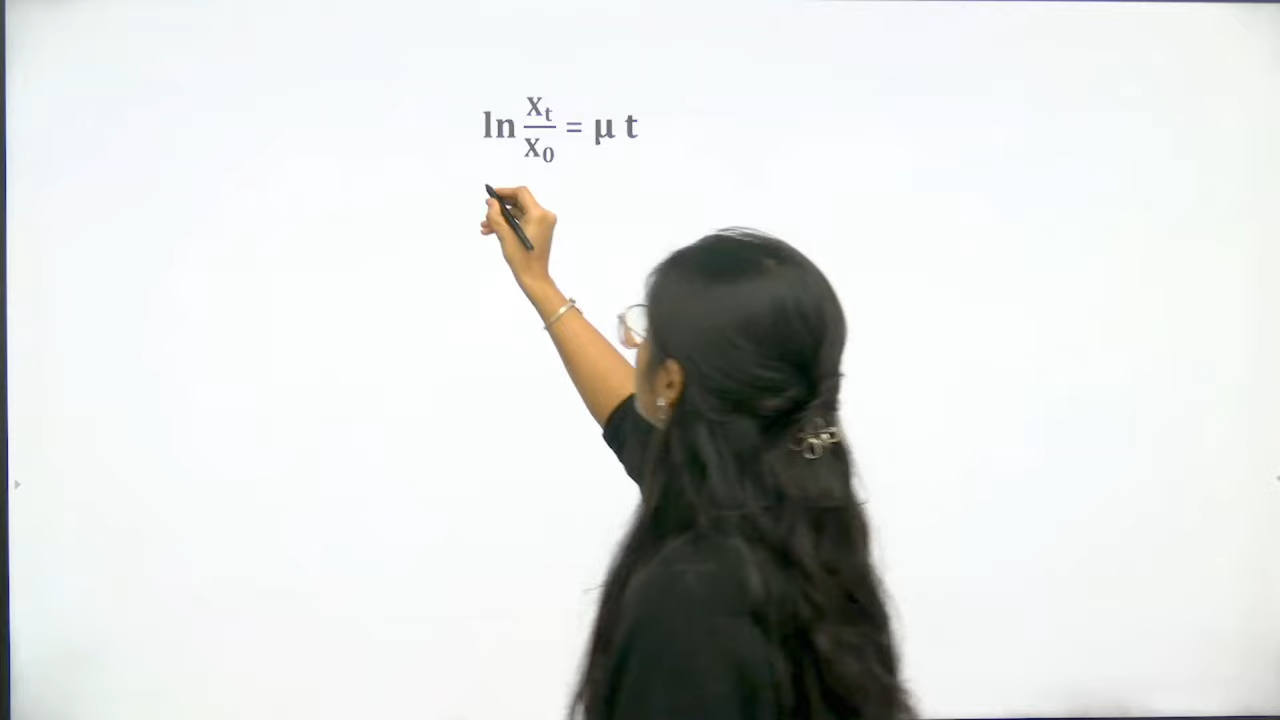 ln xₜ/x₀ = μ t